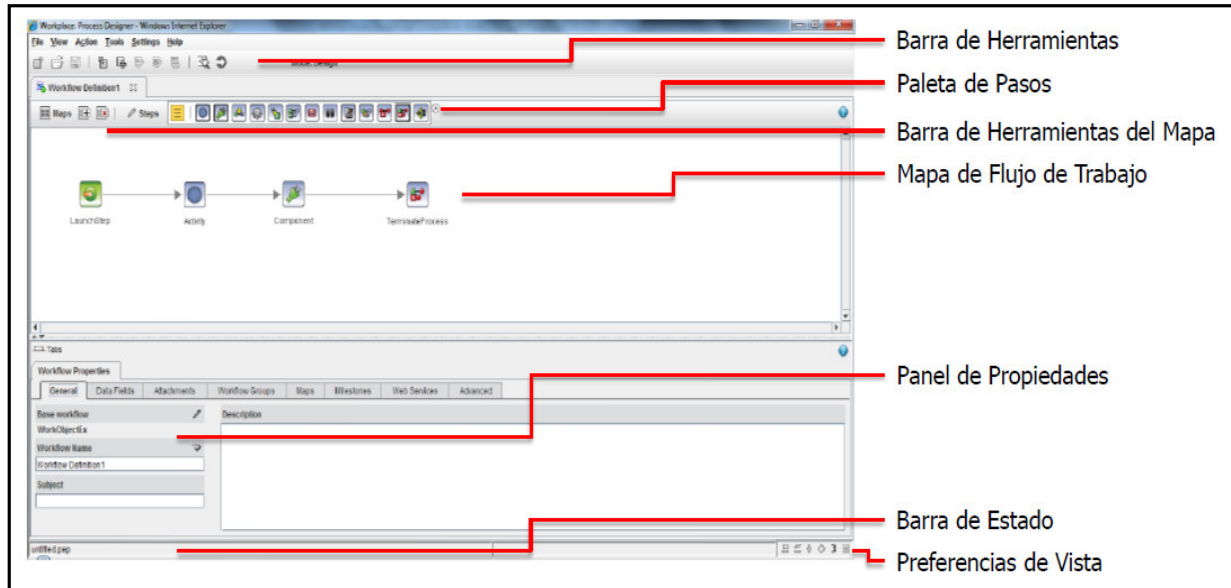 Workplace: Process Designer - Windows Internet Explorer
File View Action Tools Settings Help
Barra de Herramientas
Workflow Definition1
Paleta de Pasos
Maps Steps
Barra de Herramientas del Mapa
Mapa de Flujo de Trabajo
LaunchStep Activity Component TerminateProcess
Tabs
Workflow Properties
General Data Fields Attachments Workflow Groups Maps Milestones Web Services Advanced
Panel de Propiedades
Base workflow Description
WorkObjectEx
Workflow Name
Workflow Definition1
Subject
Barra de Estado
untitled.pep
Preferencias de Vista